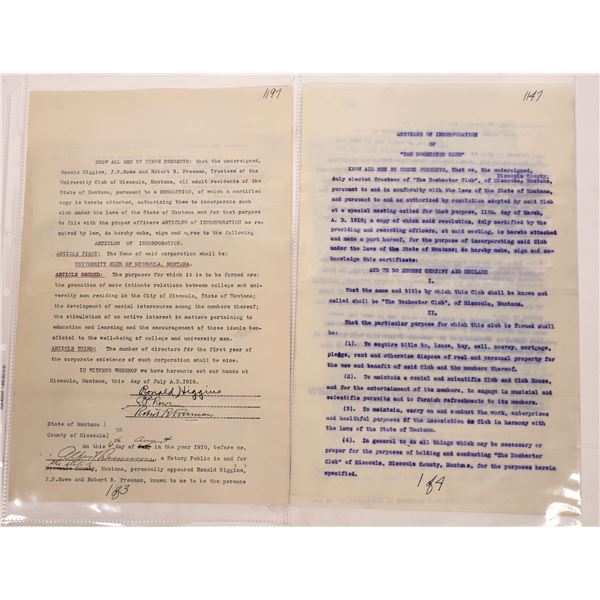 1197
KNOW ALL MEN BY THESE PRESENTS: that the undersigned,
Ronald Higgins, J.P.Rowe and Robert R. Freeman, Trustees of the
University Club of Missoula, Montana, all adult residents of the
State of Montana, pursuant to a RESOLUTION, of which a certified
copy is hereto attached, authorizing them to incorporate such
club under the laws of the State of Montana and for that purpose
to file with the proper officers ARTICLES of INCORPORATION as re-
quired by law, do hereby make, sign and agree to the following
ARTICLES OF INCORPORATION.
ARTICLE FIRST: The Name of said corporation shall be:
UNIVERSITY CLUB OF MISSOULA, MONTANA.
ARTICLE SECOND: The purposes for which it is to be formed are:
the promotion of more intimate relations between college and uni-
versity men residing in the City of Missoula, State of Montana;
the development of social intercourse among the members thereof;
the stimulation of an active interest in matters pertaining to
education and learning and the encouragement of those ideals ben-
eficial to the well-being of college and university men.
ARTICLE THIRD: The number of directors for the first year of
the corporate existence of such corporation shall be nine.
IN WITNESS WHEREOF we have hereunto set our hands at
Missoula, Montana, this day of July A.D.1910.
Ronald Higgins
J.P. Rowe
Robert R. Freeman
State of Montana )
SS
County of Missoula)
On this day of August in the year 1910, before me,
a Notary Public in and for
Montana, personally appeared Ronald Higgins,
J.P.Rowe and Robert R. Freeman, known to me to be the persons
1 of 3
1147
ARTICLES OF INCORPORATION
OF
"THE ROCHESTER CLUB"
KNOW ALL MEN BY THESE PRESENTS, That we, the undersigned,
Missoula County,
duly elected Trustees of "The Rochester Club", of Missoula, Montana,
pursuant to and in conformity with the laws of the State of Montana,
and pursuant to and as authorized by resolution adopted by said Club
at a special meeting called for that purpose, 11th. day of March,
A. D. 1910; a copy of which said resolution, duly certified by the
presiding and recording officers, at said meeting, is hereto attached
and made a part hereof, for the purpose of incorporating said Club
under the laws of the State of Montana; do hereby make, sign and ac-
knowledge this certificate:
AND WE DO HEREBY CERTIFY AND DECLARE
I.
That the name and title by which this Club shall be known and
called shall be "The Rochester Club", of Missoula, Montana.
II.
That the particular purpose for which this club is formed shall
be:
(1). To acquire title to, lease, buy, sell, convey, mortgage,
pledge, rent and otherwise dispose of real and personal property for
the use and benefit of said Club and the members thereof.
(2). To maintain a social and scientific Club and Club House,
and for the entertainment of its members, to engage in musical and
scientific pursuits and to furnish refreshments to its members.
(3). To maintain, carry on and conduct the work, enterprises
and healthful purposes of the Association as Club in harmony with
the laws of the State of Montana.
(4). In general to do all things which may be necessary or
proper for the purposes of holding and conducting "The Rochester
Club" of Missoula, Missoula County, Montana, for the purposes herein
specified.
1 of 4